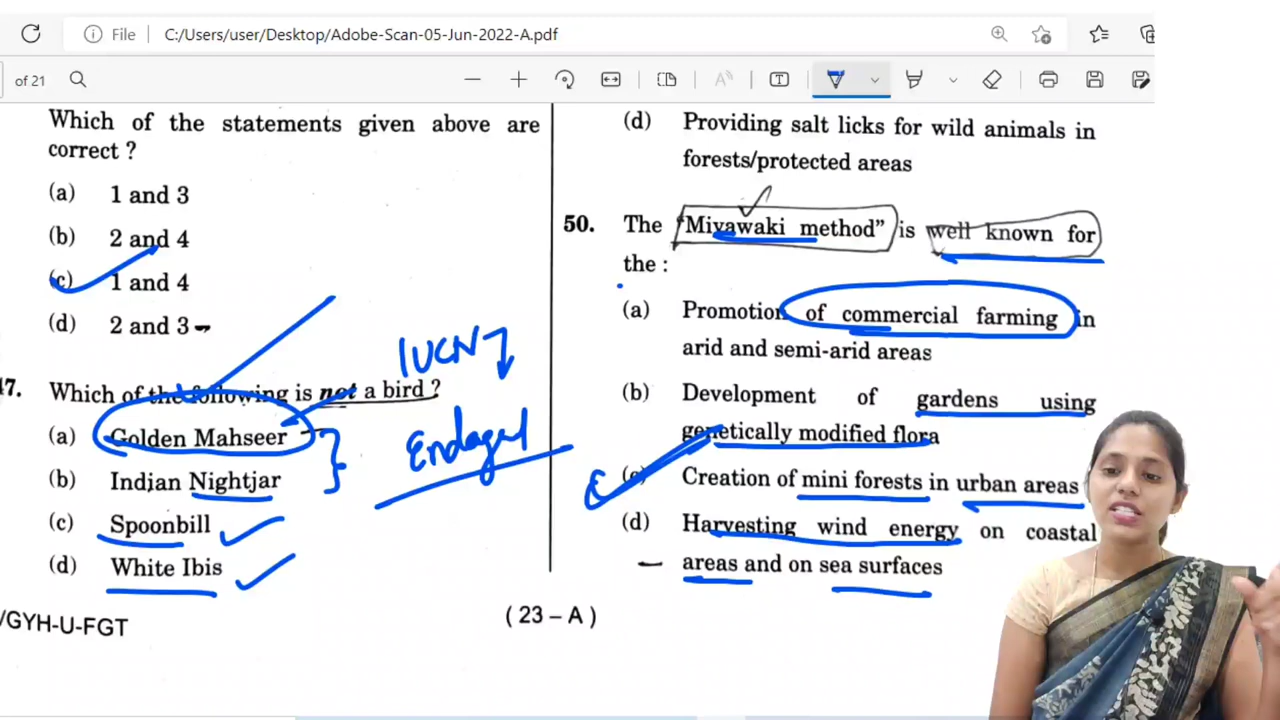 File C:/Users/user/Desktop/Adobe-Scan-05-Jun-2022-A.pdf
of 21
Which of the statements given above are
correct ?
(a) 1 and 3
(b) 2 and 4
(c) 1 and 4
(d) 2 and 3
47. Which of the following is not a bird ?
(a) Golden Mahseer
(b) Indian Nightjar
(c) Spoonbill
(d) White Ibis
IUCN
/GYH-U-FGT
(d) Providing salt licks for wild animals in
forests/protected areas
50. The "Miyawaki method" is well known for
the :
(a) Promotion of commercial farming in
arid and semi-arid areas
(b) Development of gardens using
genetically modified flora
(c) Creation of mini forests in urban areas
(d) Harvesting wind energy on coastal
areas and on sea surfaces
( 23 – A )